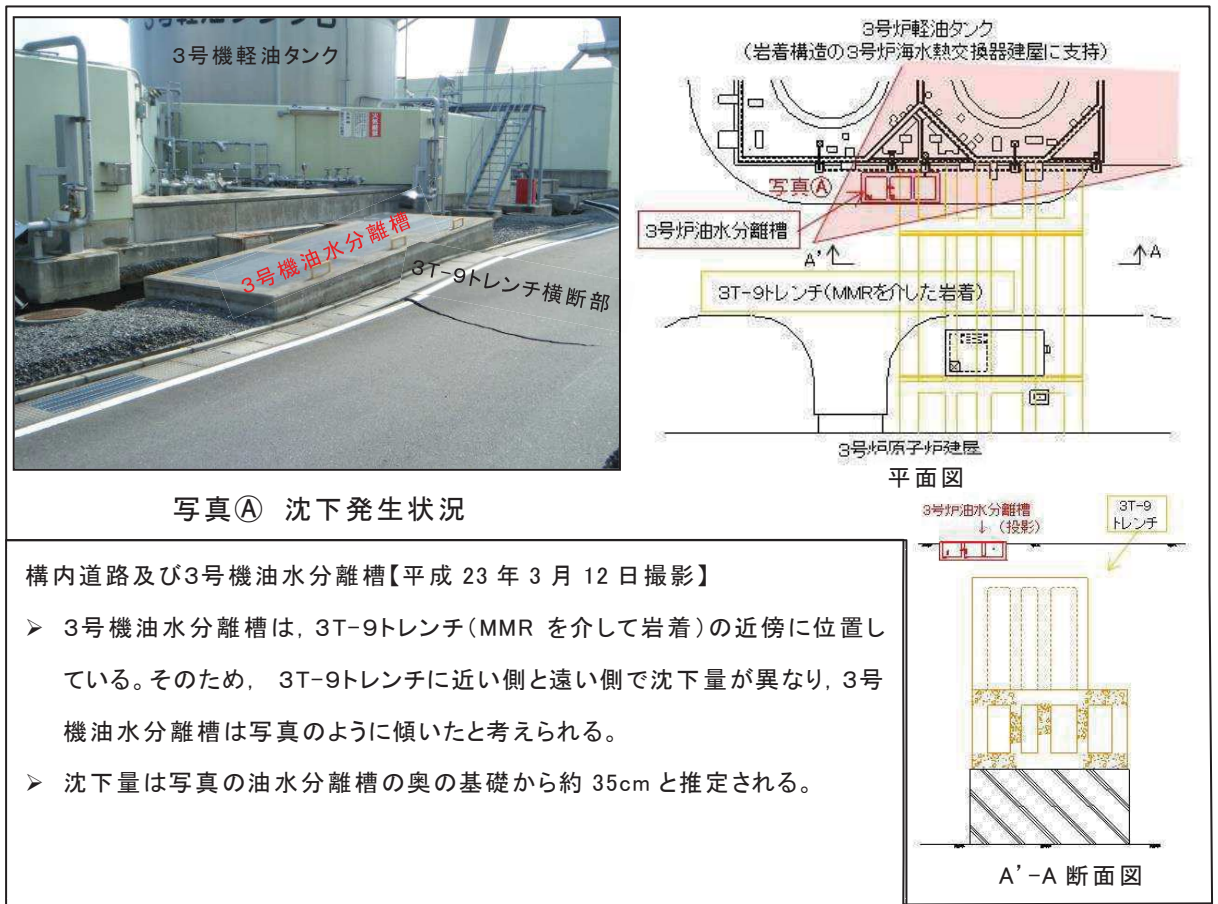 3号機軽油タンク
3号機油水分離槽
3T-9トレンチ横断部
写真Ⓐ 沈下発生状況
3号炉軽油タンク
(岩着構造の3号炉海水熱交換器建屋に支持)
写真Ⓐ
3号炉油水分離槽
A' A
3T-9トレンチ(MMRを介した岩着)
3号炉原子炉建屋
平面図
構内道路及び3号機油水分離槽【平成 23 年 3 月 12 日撮影】
➢ 3号機油水分離槽は, 3T-9トレンチ(MMR を介して岩着)の近傍に位置し
ている。そのため, 3T-9トレンチに近い側と遠い側で沈下量が異なり, 3号
機油水分離槽は写真のように傾いたと考えられる。
➢ 沈下量は写真の油水分離槽の奥の基礎から約 35cm と推定される。
3号炉油水分離槽
↓ (投影)
3T-9
トレンチ
A'-A 断面図